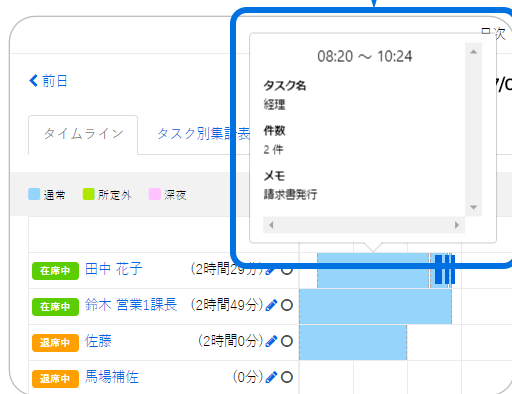 目次
08:20 ～ 10:24
前日
タスク名
経理
件数
2 件
メモ
請求書発行
タイムライン
タスク別集計表
通常 所定外 深夜
在席中 田中 花子 (2時間29分)
在席中 鈴木 営業1課長 (2時間49分)
退席中 佐藤 (2時間0分)
退席中 馬場補佐 (0分)